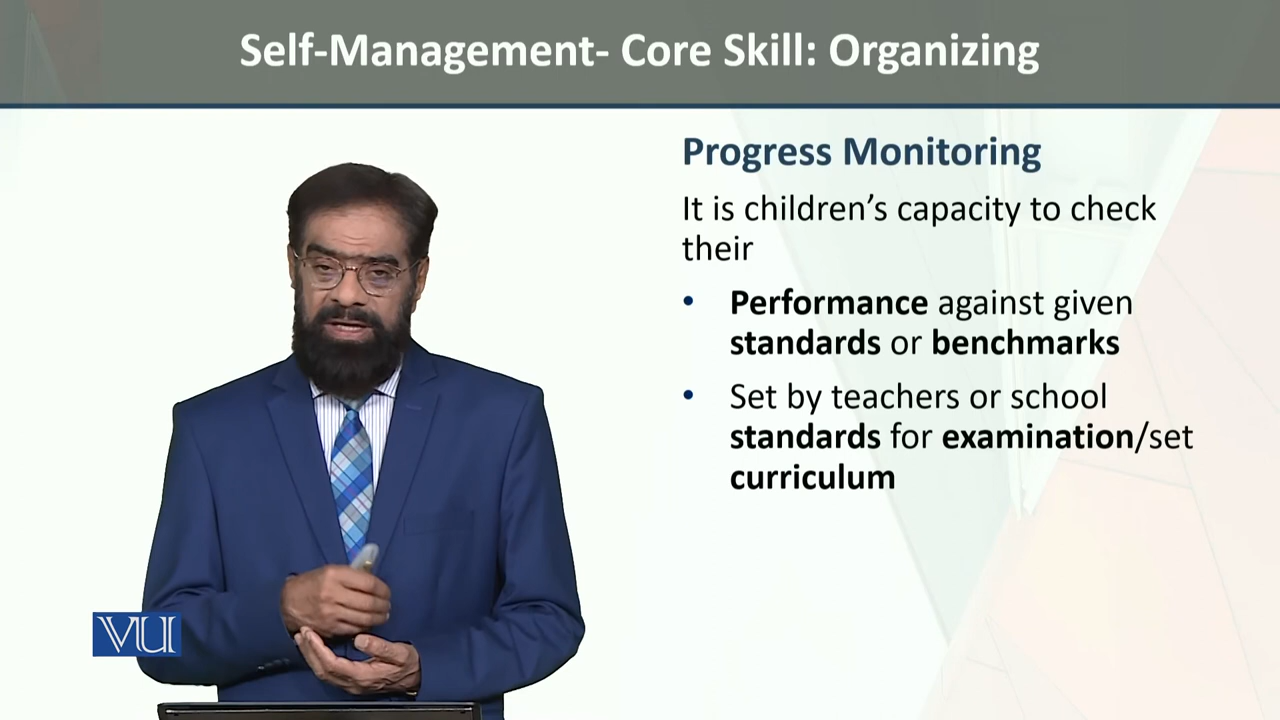 Self-Management- Core Skill: Organizing
Progress Monitoring
It is children’s capacity to check
their
• Performance against given
standards or benchmarks
• Set by teachers or school
standards for examination/set
curriculum
VU